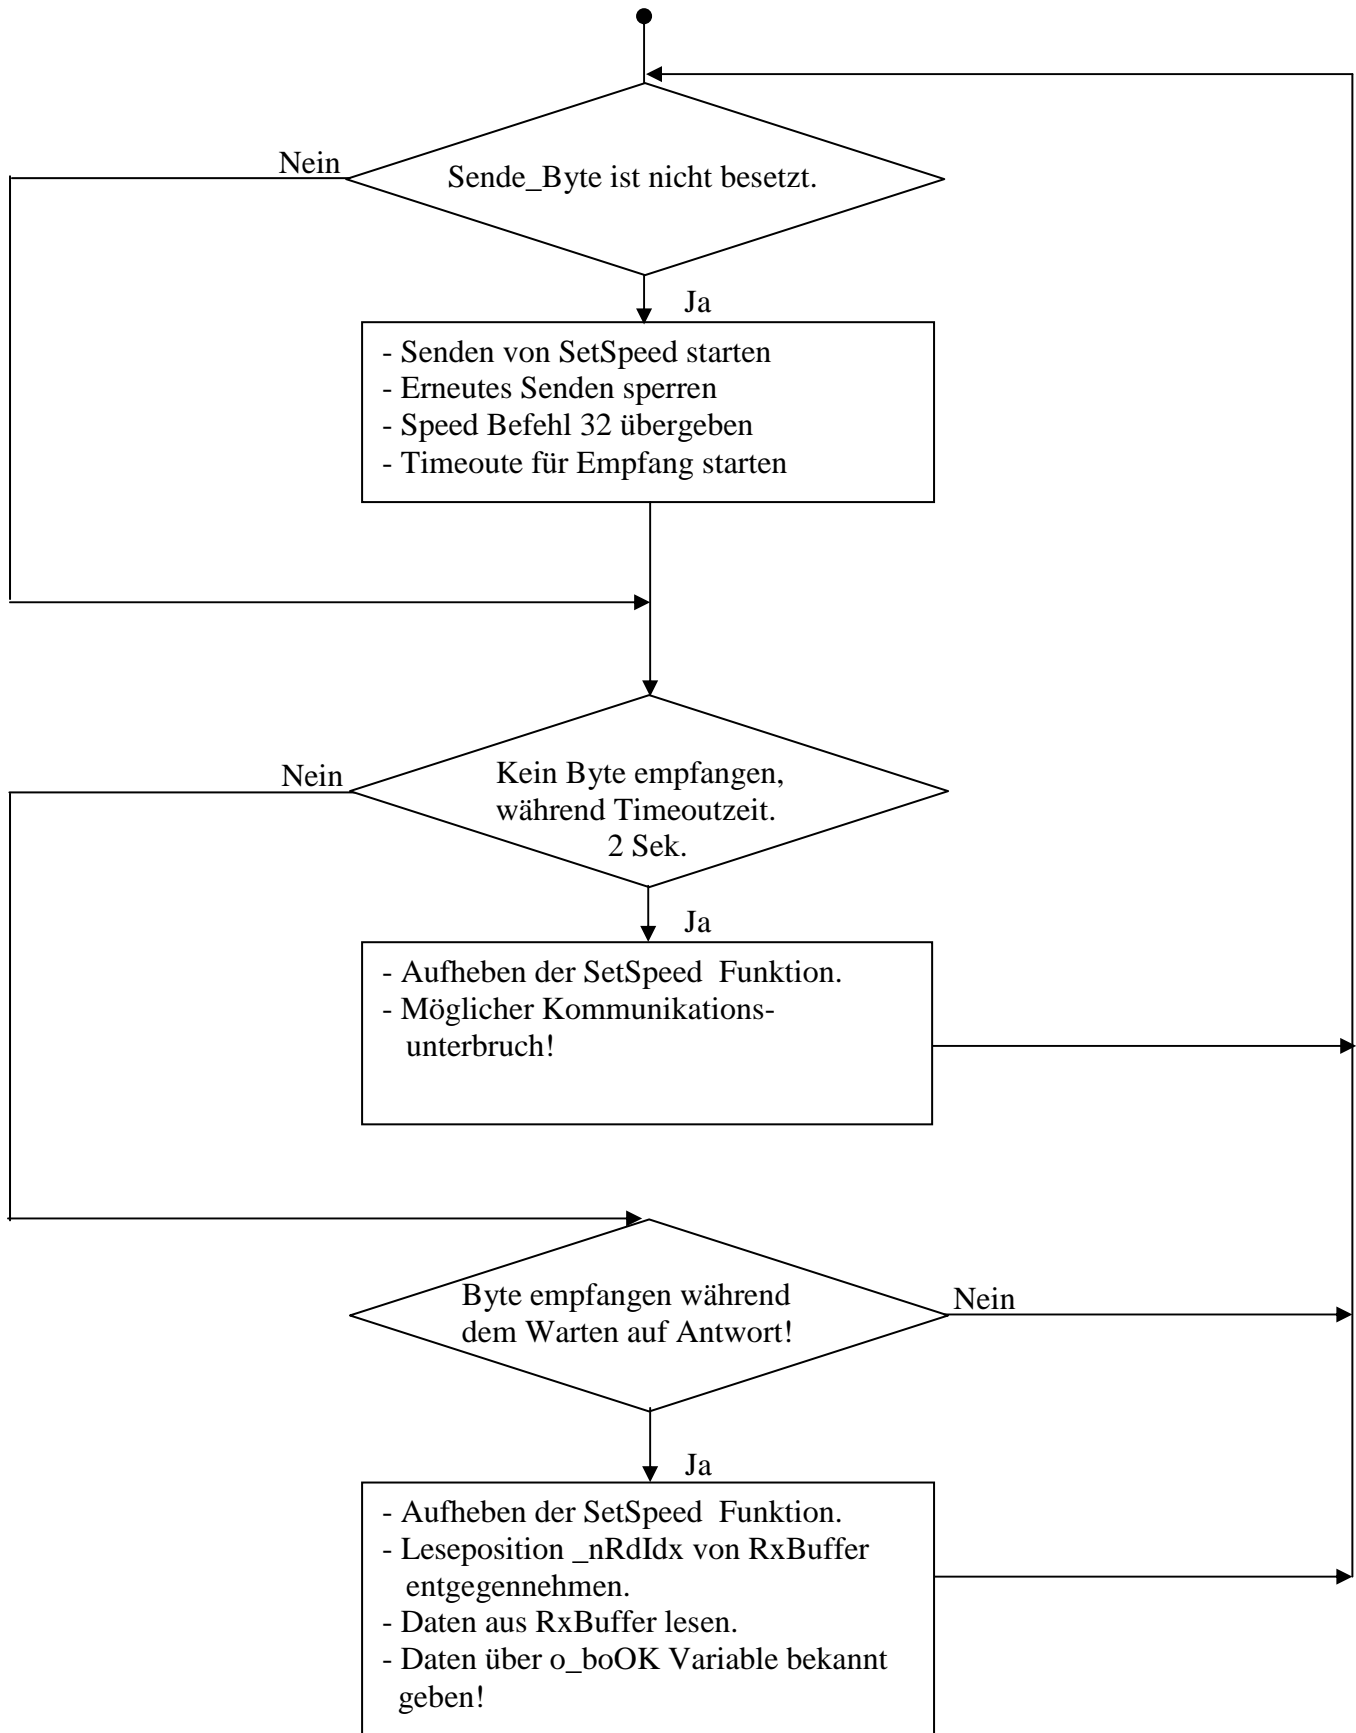 Nein
Sende_Byte ist nicht besetzt.
Ja
- Senden von SetSpeed starten
- Erneutes Senden sperren
- Speed Befehl 32 übergeben
- Timeoute für Empfang starten
Nein
Kein Byte empfangen,
während Timeoutzeit.
2 Sek.
Ja
- Aufheben der SetSpeed  Funktion.
- Möglicher Kommunikations-
unterbruch!
Byte empfangen während
dem Warten auf Antwort!
Nein
Ja
- Aufheben der SetSpeed  Funktion.
- Leseposition _nRdIdx von RxBuffer
entgegennehmen.
- Daten aus RxBuffer lesen.
- Daten über o_boOK Variable bekannt
geben!